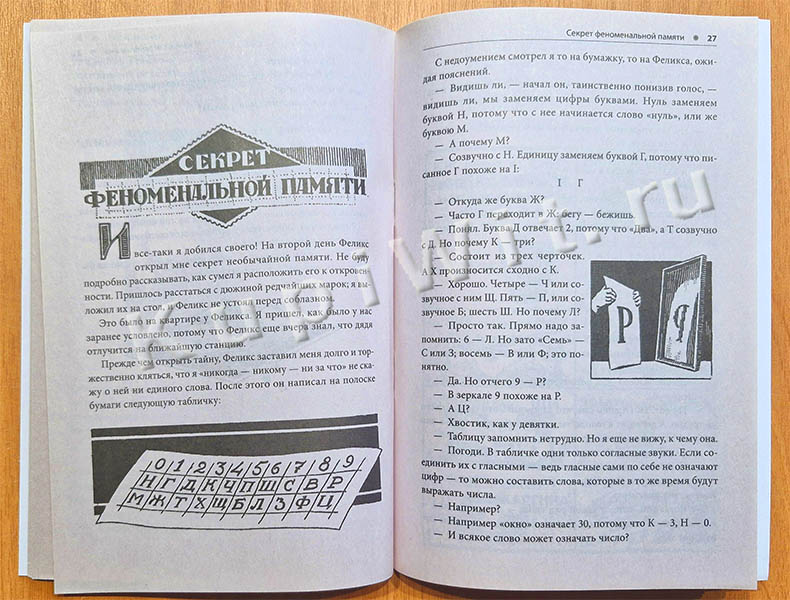 СЕКРЕТ
ФЕНОМЕНАЛЬНОЙ ПАМЯТИ
И все-таки я добился своего! На второй день Феликс
открыл мне секрет необычайной памяти. Не буду
подробно рассказывать, как сумел я расположить его к откровен-
ности. Пришлось расстаться с дюжиной редчайших марок; я вы-
ложил их на стол, и Феликс не устоял перед соблазном.
Это было на квартире у Феликса. Я пришел, как было у нас
заранее условлено, потому что Феликс еще вчера знал, что дядя
отлучится на ближайшую станцию.
Прежде чем открыть тайну, Феликс заставил меня долго и тор-
жественно клясться, что я «никогда — никому — ни за что» не ска-
жу о ней ни единого слова. После этого он написал на полоске
бумаги следующую табличку:
0 1 2 3 4 5 6 7 8 9
Н Г Д К Ч П Ш С В Р
М Ж Т Х Щ Б Л З Ф Ц
Секрет феноменальной памяти • 27
С недоумением смотрел я то на бумажку, то на Феликса, ожи-
дая пояснений.
— Видишь ли, — начал он, таинственно понизив голос, —
видишь ли, мы заменяем цифры буквами. Нуль заменяем
буквой Н, потому что с нее начинается слово «нуль», или же
буквою М.
— А почему М?
— Созвучно с Н. Единицу заменяем буквой Г, потому что пи-
санное Г похоже на I:
I Г
— Откуда же буква Ж?
— Часто Г переходит в Ж: бегу — бежишь.
— Понял. Буква Д отвечает 2, потому что «Два», а Т созвучно
с Д. Но почему К — три?
— Состоит из трех черточек.
А Х произносится сходно с К.
— Хорошо. Четыре — Ч или со-
звучное с ним Щ. Пять — П, или со-
звучное Б; шесть Ш. Но почему Л?
— Просто так. Прямо надо за-
помнить: 6 — Л. Но зато «Семь» —
С или З; восемь — В или Ф; это по-
нятно.
— Да. Но отчего 9 — Р?
— В зеркале 9 похоже на Р.
— А Ц?
— Хвостик, как у девятки.
Р
— Таблицу запомнить нетрудно. Но я еще не вижу, к чему она.
— Погоди. В табличке одни только согласные звуки. Если со-
единить их с гласными — ведь гласные сами по себе не означают
цифр — то можно составить слова, которые в то же время будут
выражать числа.
— Например?
— Например «окно» означает 30, потому что К — 3, Н — 0.
— И всякое слово может означать число?
KupiWit.ru